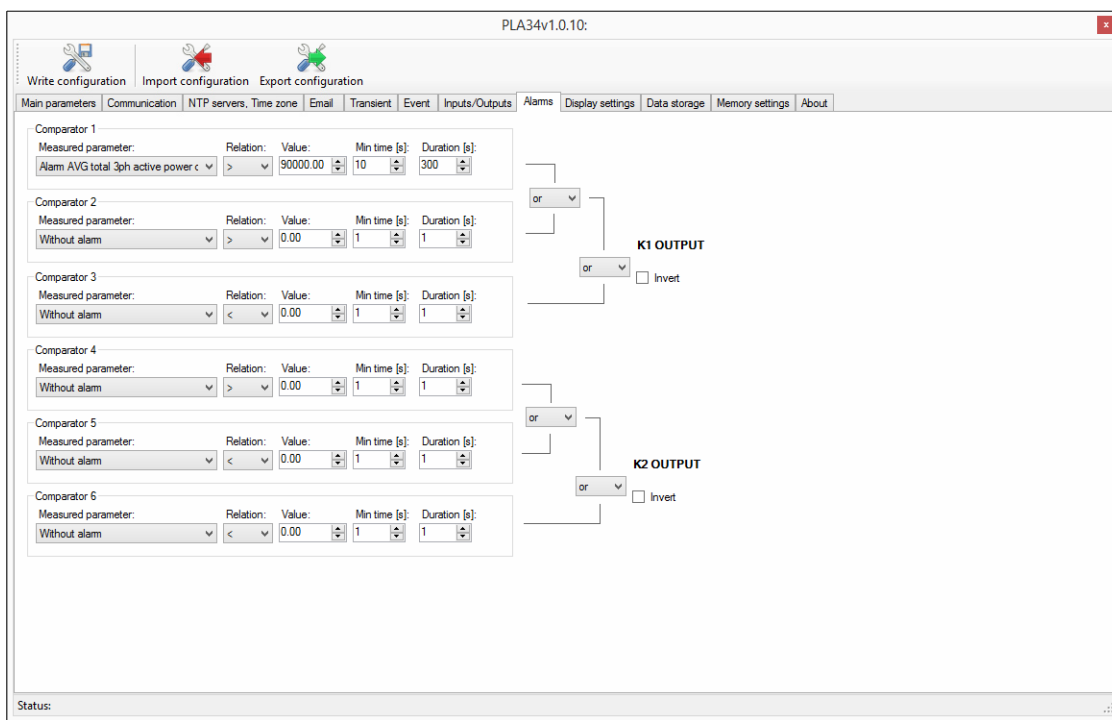 PLA34v1.0.10:
x
Write configuration Import configuration Export configuration
Main parameters Communication NTP servers, Time zone Email Transient Event Inputs/Outputs Alarms Display settings Data storage Memory settings About
Comparator 1
Measured parameter: Relation: Value: Min time [s]: Duration [s]:
Alarm AVG total 3ph active power c > 90000.00 10 300
or
Comparator 2
Measured parameter: Relation: Value: Min time [s]: Duration [s]:
Without alarm > 0.00 1 1
K1 OUTPUT
or
Invert
Comparator 3
Measured parameter: Relation: Value: Min time [s]: Duration [s]:
Without alarm < 0.00 1 1
Comparator 4
Measured parameter: Relation: Value: Min time [s]: Duration [s]:
Without alarm > 0.00 1 1
or
Comparator 5
Measured parameter: Relation: Value: Min time [s]: Duration [s]:
Without alarm < 0.00 1 1
K2 OUTPUT
or
Invert
Comparator 6
Measured parameter: Relation: Value: Min time [s]: Duration [s]:
Without alarm < 0.00 1 1
Status: